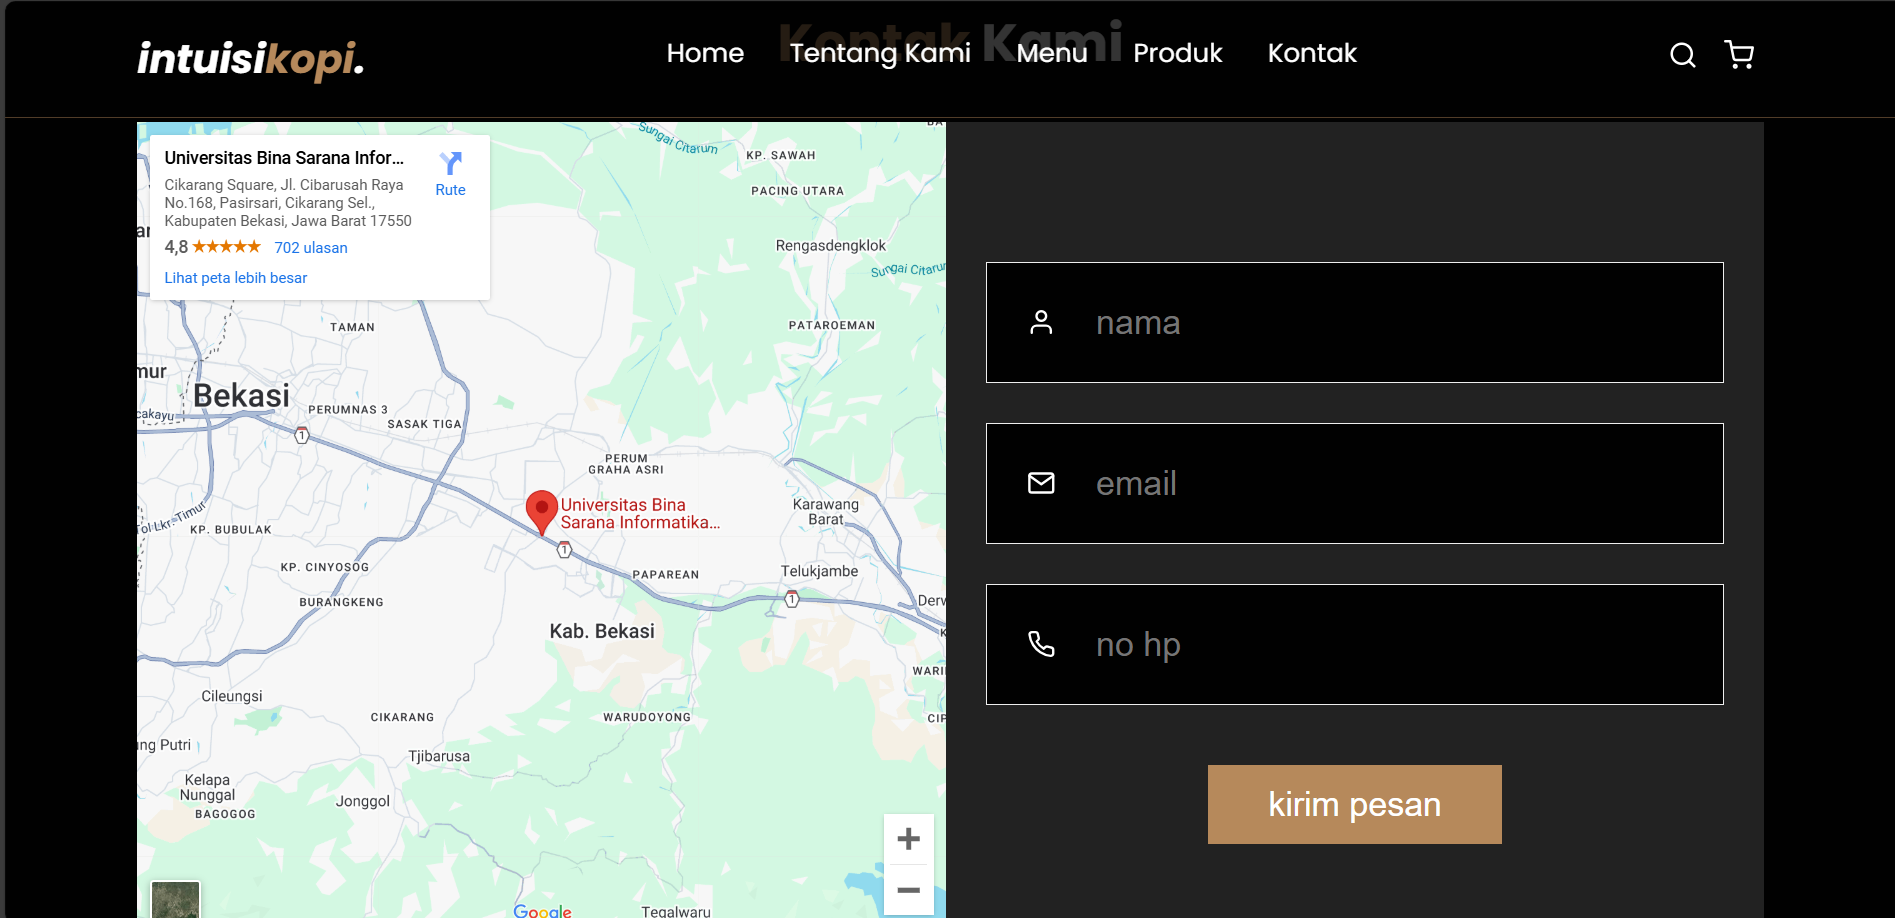 Kontak Kami
intuisikopi.
Home Tentang Kami Menu Produk Kontak
Universitas Bina Sarana Infor...
Cikarang Square, Jl. Cibarusah Raya
No.168, Pasirsari, Cikarang Sel.,
Kabupaten Bekasi, Jawa Barat 17550
Rute
4,8 702 ulasan
Lihat peta lebih besar
Sungai Citarum
KP. SAWAH
PACING UTARA
Rengasdengklok
Sungai Citarum
TAMAN
PATAROEMAN
mur
Bekasi
cakayu
PERUMNAS 3
SASAK TIGA
1
PERUM
GRAHA ASRI
Universitas Bina
Sarana Informatika...
Karawang
Barat
Tol Lkr. Timur
KP. BUBULAK
1
KP. CINYOSOG
PAPAREAN
Telukjambe
BURANGKENG
1
Derw
Kab. Bekasi
WARI
Cileungsi
CIKARANG
WARUDOYONG
CIP
ng Putri
Tjibarusa
Kelapa
Nunggal
Jonggol
BAGOGOG
Google
Tegalwaru
nama
email
no hp
kirim pesan